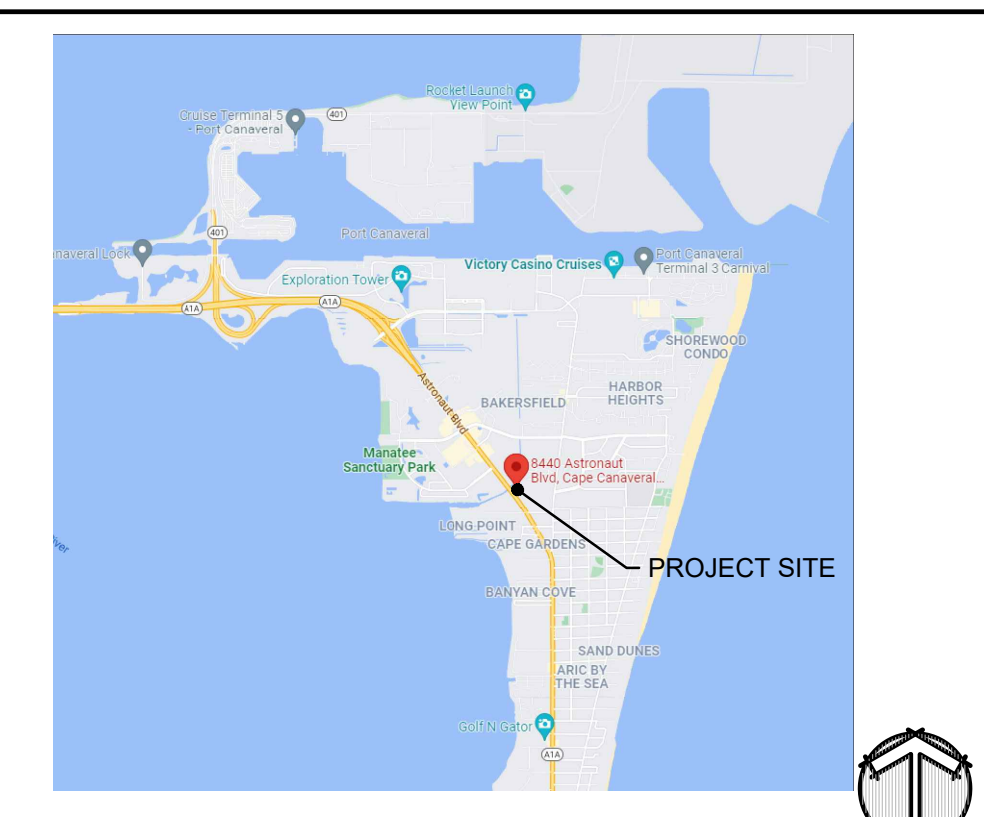 Rocket Launch
View Point
Cruise Terminal 5
- Port Canaveral
401
401
Port Canaveral
naveral Lock
Victory Casino Cruises
Port Canaveral
Terminal 3 Carnival
Exploration Tower
A1A
A1A
SHOREWOOD
CONDO
Astronaut Blvd
HARBOR
HEIGHTS
BAKERSFIELD
Manatee
Sanctuary Park
8440 Astronaut
Blvd, Cape Canaveral...
LONG POINT
CAPE GARDENS
iver
PROJECT SITE
BANYAN COVE
SAND DUNES
ARIC BY
THE SEA
Golf N Gator
A1A